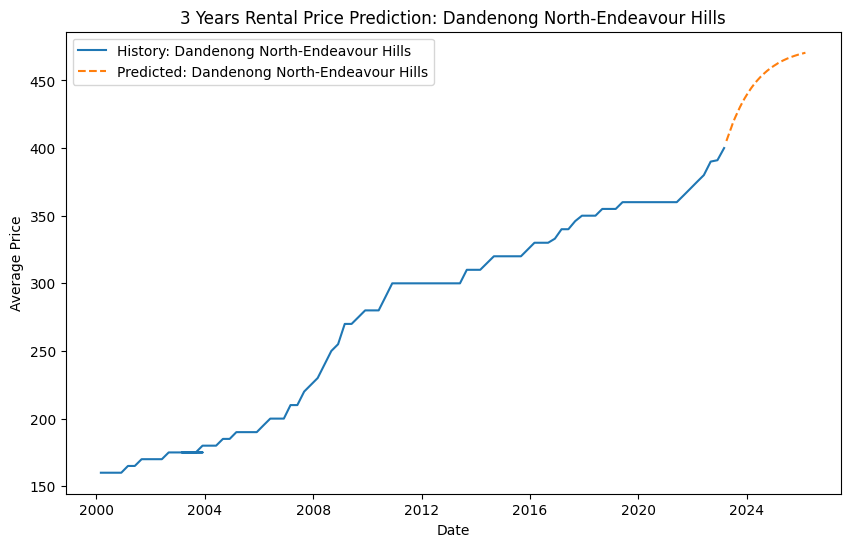 3 Years Rental Price Prediction: Dandenong North-Endeavour Hills
History: Dandenong North-Endeavour Hills
Predicted: Dandenong North-Endeavour Hills
Average Price
450
400
350
300
250
200
150
2000 2004 2008 2012 2016 2020 2024
Date